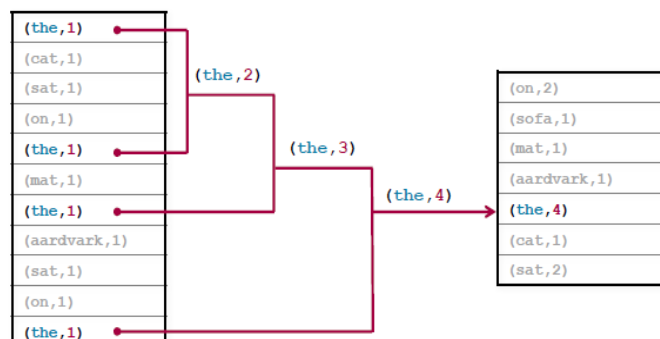 (the,1)
(cat,1)
(sat,1)
(on,1)
(the,1)
(mat,1)
(the,1)
(aardvark,1)
(sat,1)
(on,1)
(the,1)
(the,2)
(the,3)
(the,4)
(on,2)
(sofa,1)
(mat,1)
(aardvark,1)
(the,4)
(cat,1)
(sat,2)